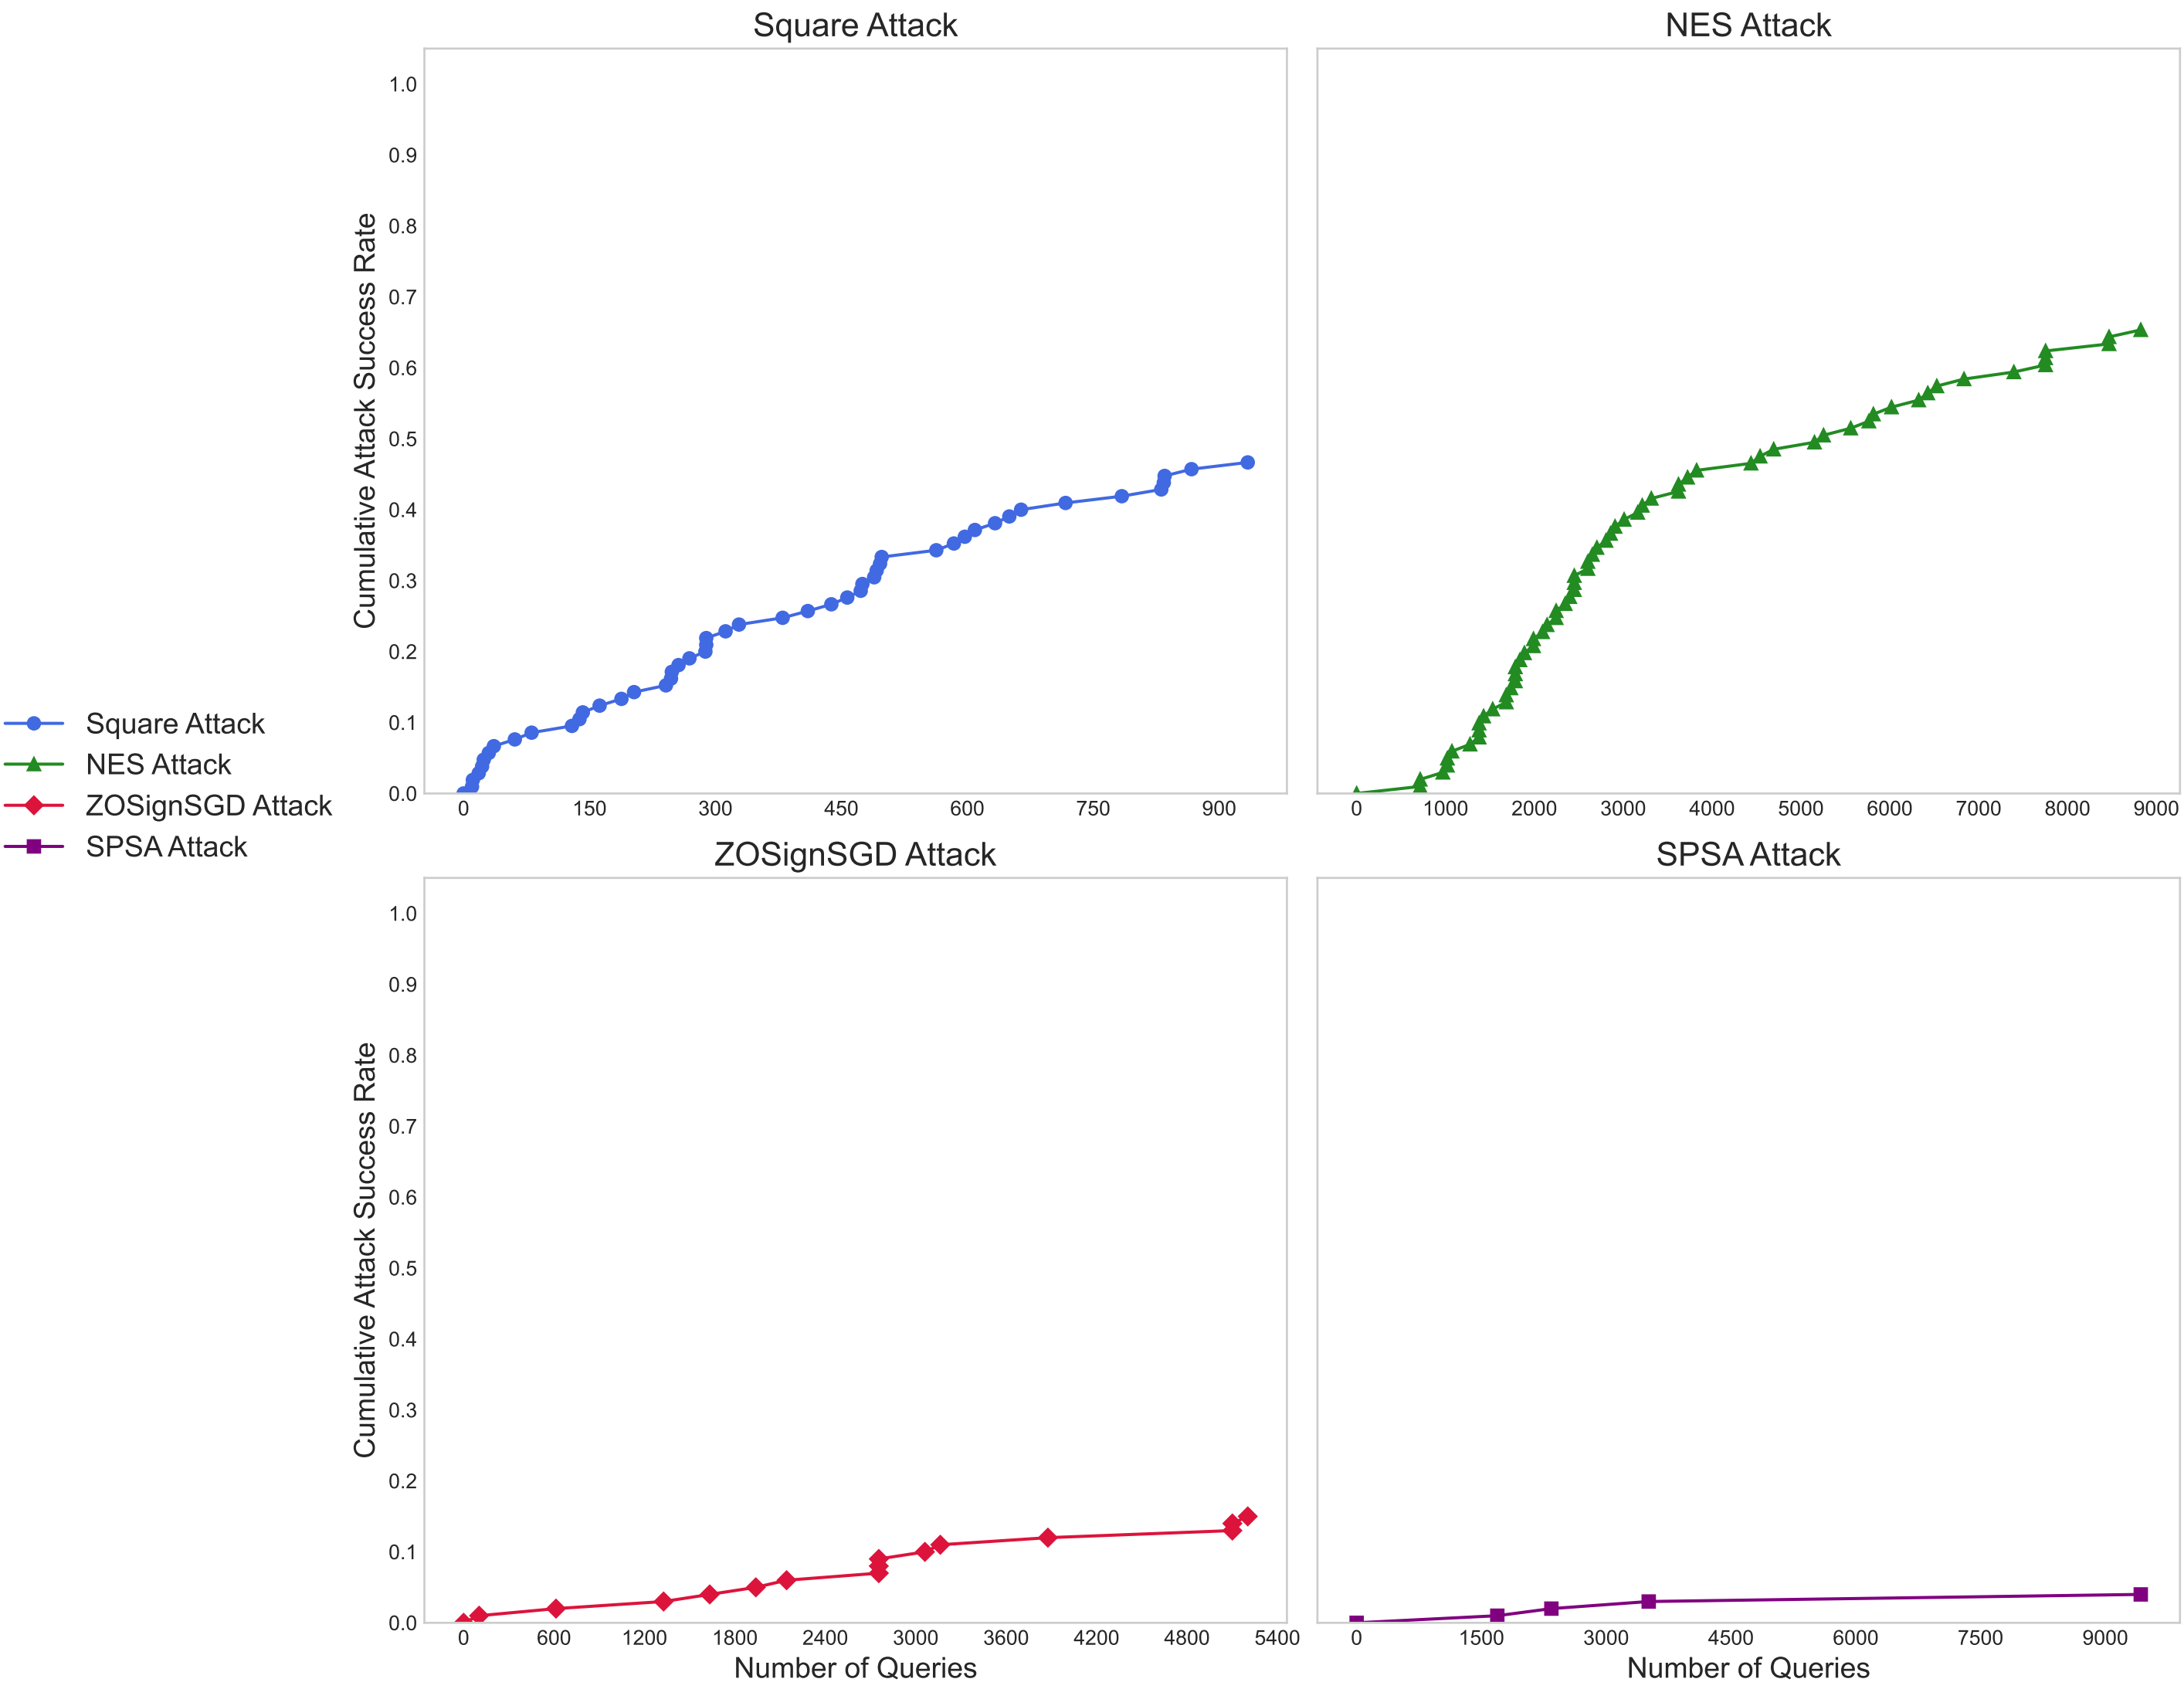 Square Attack
NES Attack
Cumulative Attack Success Rate
1.0
0.9
0.8
0.7
0.6
0.5
0.4
0.3
0.2
0.1
0.0
0 150 300 450 600 750 900
0 1000 2000 3000 4000 5000 6000 7000 8000 9000
Square Attack
NES Attack
ZOSignSGD Attack
SPSA Attack
ZOSignSGD Attack
SPSA Attack
Cumulative Attack Success Rate
1.0
0.9
0.8
0.7
0.6
0.5
0.4
0.3
0.2
0.1
0.0
0 600 1200 1800 2400 3000 3600 4200 4800 5400
0 1500 3000 4500 6000 7500 9000
Number of Queries
Number of Queries